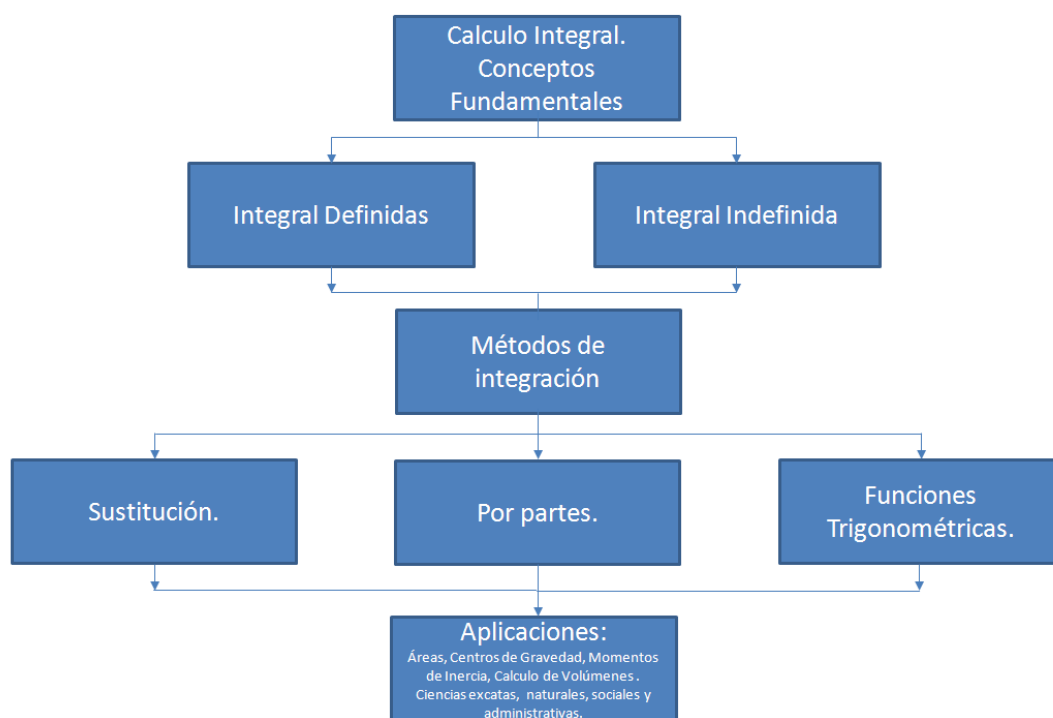 Calculo Integral.
Conceptos
Fundamentales
Integral Definidas
Integral Indefinida
Métodos de
integración
Sustitución.
Por partes.
Funciones
Trigonométricas.
Aplicaciones:
Áreas, Centros de Gravedad, Momentos
de Inercia, Calculo de Volúmenes .
Ciencias excatas, naturales, sociales y
administrativas.